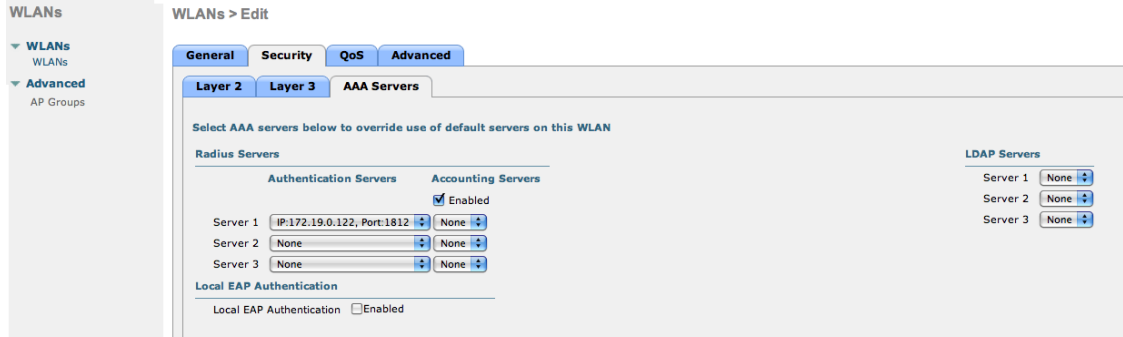 WLANs
WLANs > Edit
WLANs
WLANs
Advanced
AP Groups
General Security QoS Advanced
Layer 2 Layer 3 AAA Servers
Select AAA servers below to override use of default servers on this WLAN
Radius Servers
LDAP Servers
Authentication Servers Accounting Servers
Enabled
Server 1 IP:172.19.0.122, Port:1812 None
Server 2 None None
Server 3 None None
Server 1 None
Server 2 None
Server 3 None
Local EAP Authentication
Local EAP Authentication Enabled